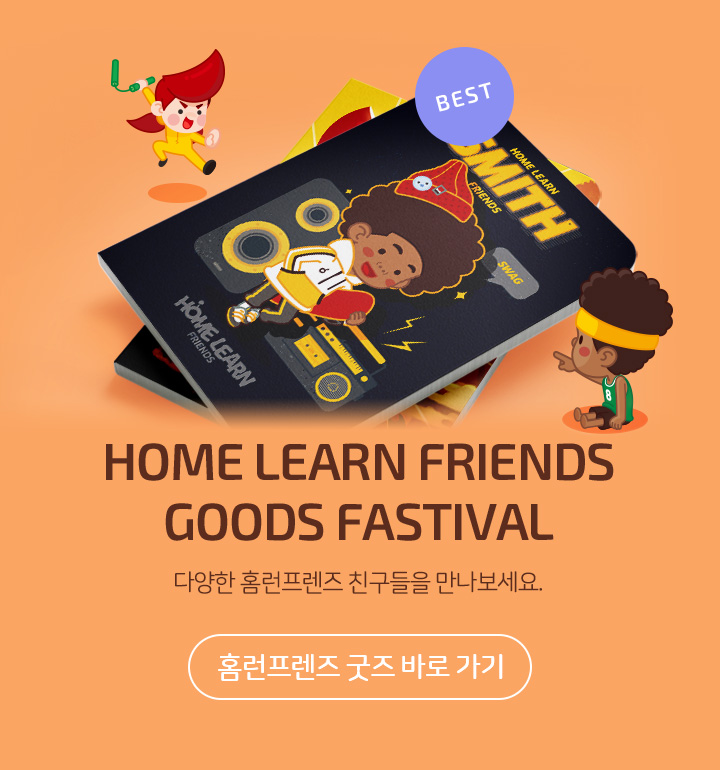 BEST
SMITH
HOME LEARN
FRIENDS
SWAG
HOME LEARN
FRIENDS
8
HOME LEARN FRIENDS
GOODS FASTIVAL
다양한 홈런프렌즈 친구들을 만나보세요.
홈런프렌즈 굿즈 바로 가기